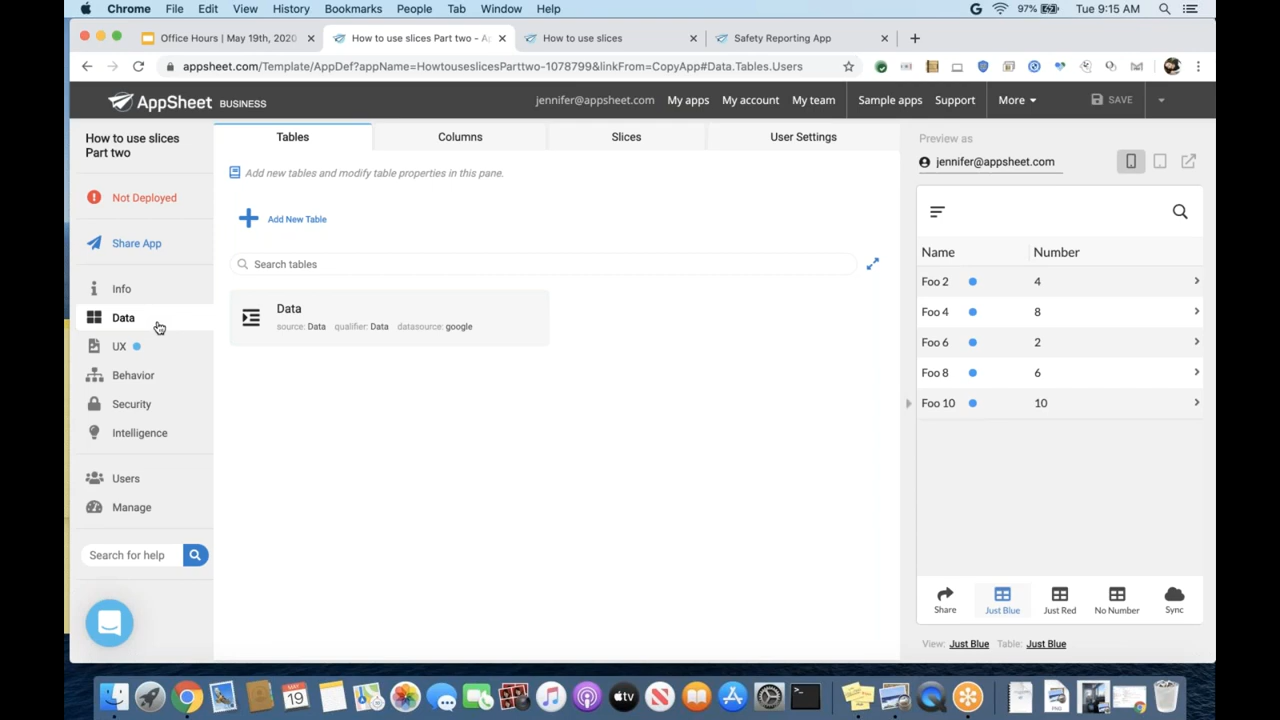 Chrome File Edit View History Bookmarks People Tab Window Help 97% Tue 9:15 AM
Office Hours | May 19th, 2020 How to use slices Part two - A How to use slices Safety Reporting App
appsheet.com/Template/AppDef?appName=HowtouseslicesParttwo-1078799&linkFrom=CopyApp#Data.Tables.Users
AppSheet BUSINESS jennifer@appsheet.com My apps My account My team Sample apps Support More SAVE
How to use slices
Part two
Not Deployed
Share App
Info
Data
UX
Behavior
Security
Intelligence
Users
Manage
Search for help
Tables Columns Slices User Settings
Add new tables and modify table properties in this pane.
Add New Table
Search tables
Data
source: Data qualifier: Data datasource: google
Preview as
jennifer@appsheet.com
Name Number
Foo 2 4
Foo 4 8
Foo 6 2
Foo 8 6
Foo 10 10
Share Just Blue Just Red No Number Sync
View: Just Blue Table: Just Blue
MAY
19
tv